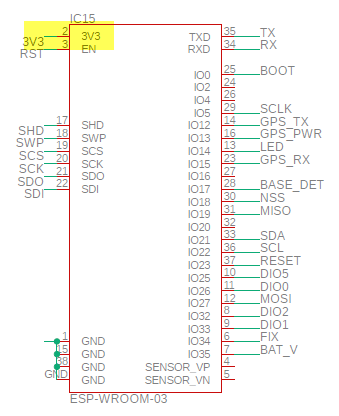 IC15
3V3 2 3V3 TXD 35 TX
RST 3 EN RXD 34 RX
IO0 25 BOOT
IO2 24
IO4 26
IO5 29 SCLK
SHD 17 SHD IO12 14 GPS_TX
SWP 18 SWP IO13 16 GPS_PWR
SCS 19 SCS IO14 13 LED
SCK 20 SCK IO15 23 GPS_RX
SDO 21 SDO IO16 27
SDI 22 SDI IO17 28 BASE_DET
IO18 30 NSS
IO19 31 MISO
IO20 32
IO21 33 SDA
IO22 36 SCL
IO23 37 RESET
IO25 10 DIO5
IO26 11 DIO0
IO27 12 MOSI
IO32 8 DIO2
IO33 9 DIO1
1 GND IO34 6 FIX
15 GND IO35 7 BAT_V
38 GND SENSOR_VP 4
GND GND SENSOR_VN 5
ESP-WROOM-03